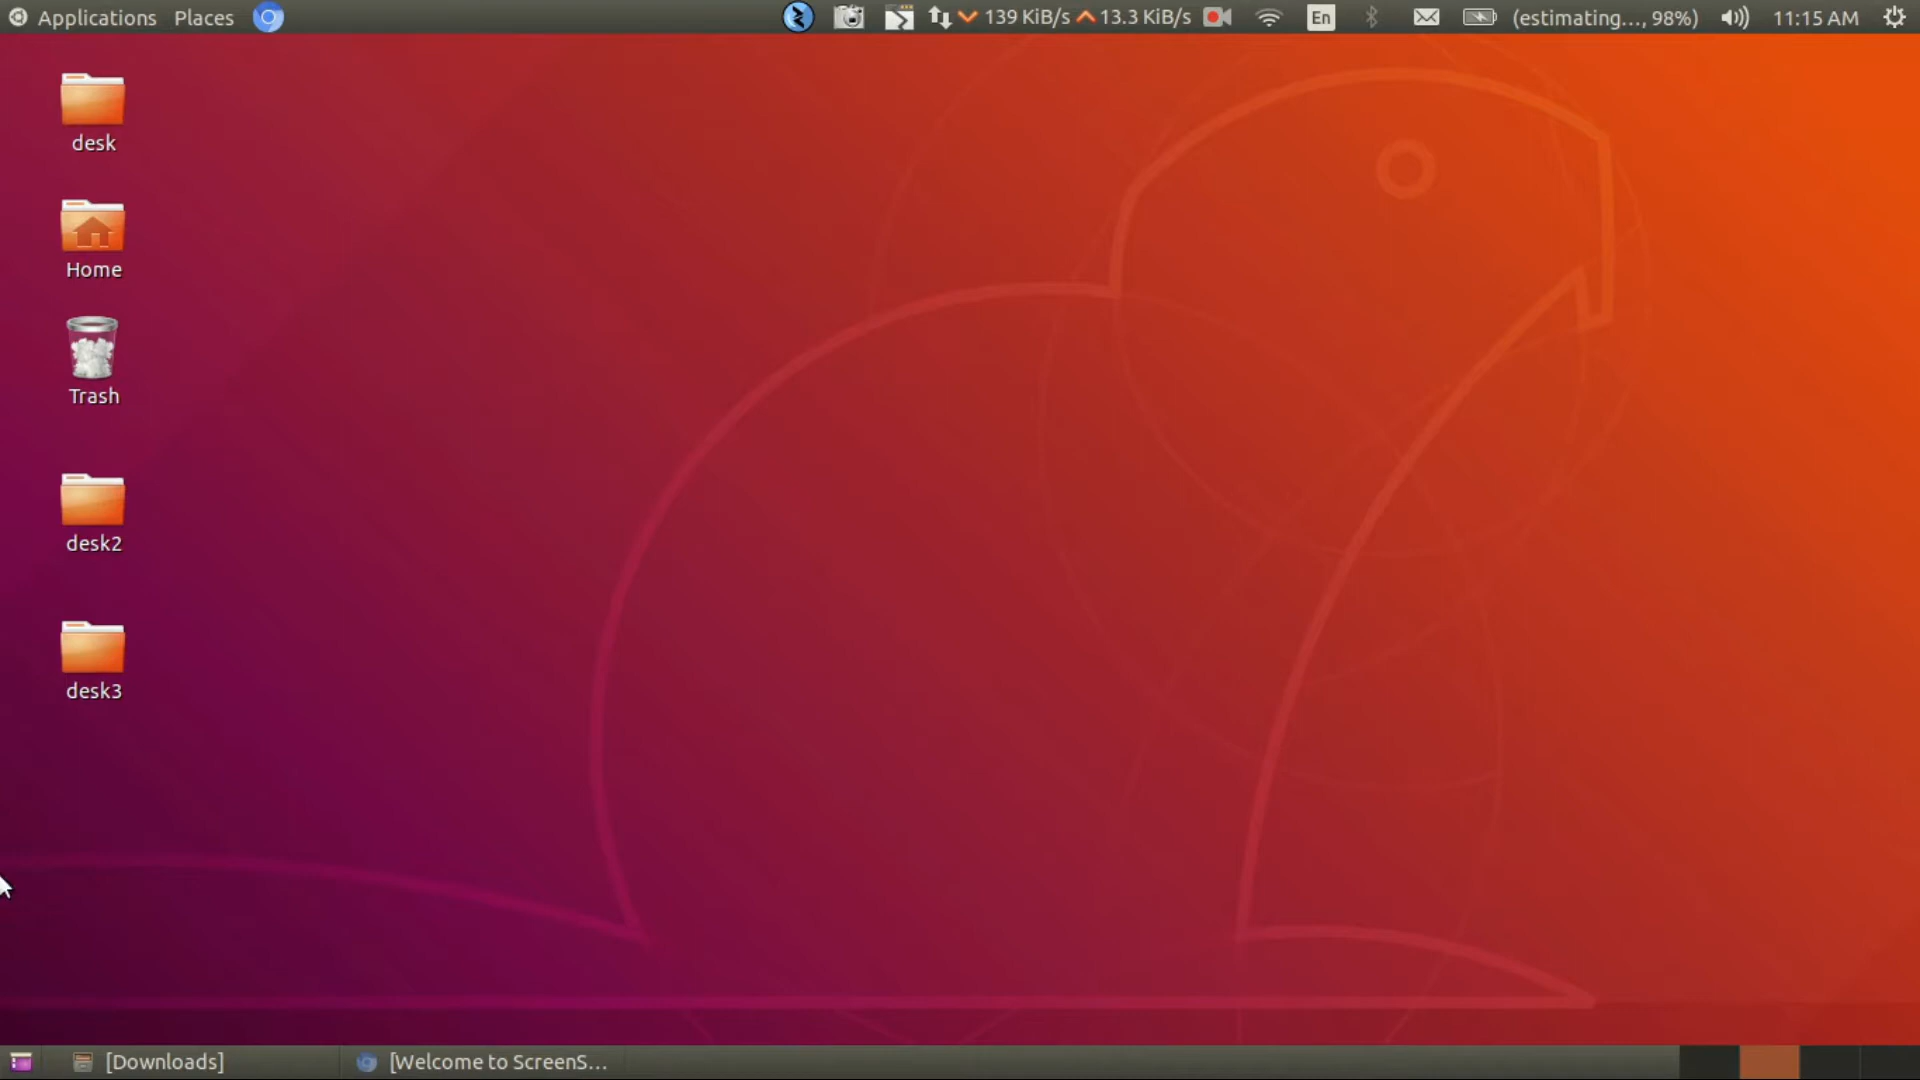 Applications Places 139 KiB/s 13.3 KiB/s En (estimating..., 98%) 11:15 AM
desk
Home
Trash
desk2
desk3
[Downloads] [Welcome to ScreenS...